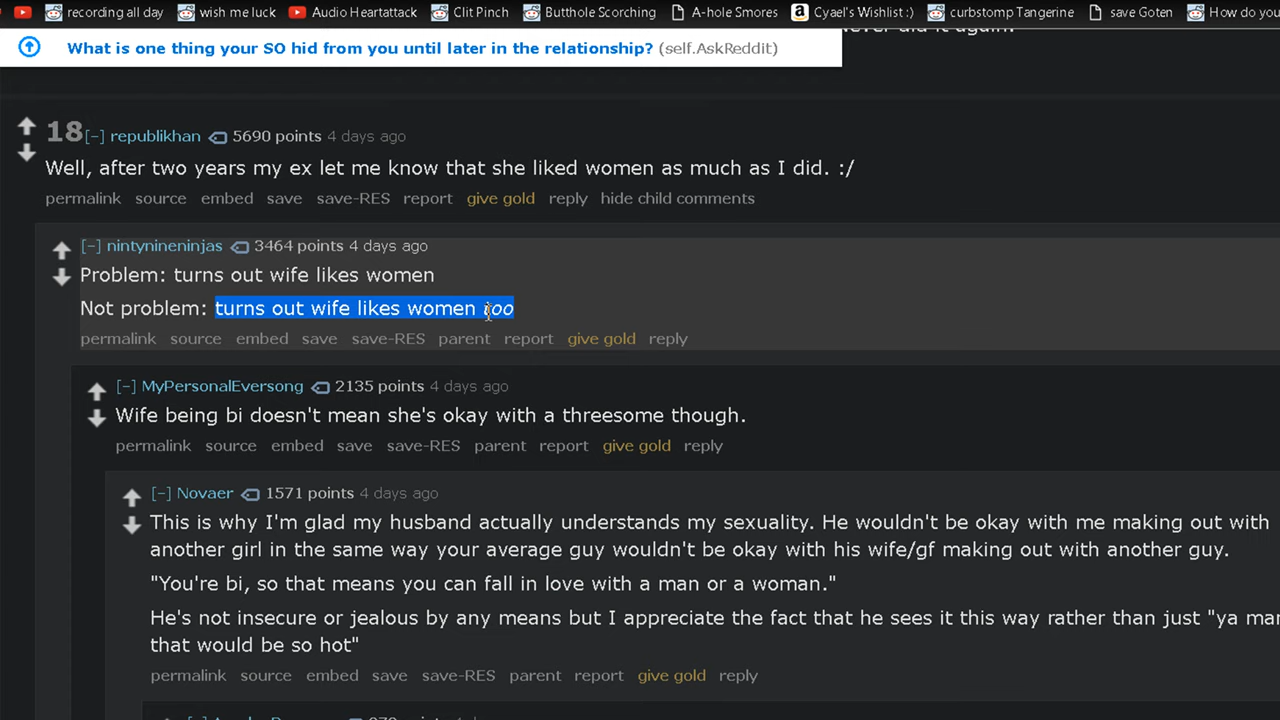 recording all day wish me luck Audio Heartattack Clit Pinch Butthole Scorching A-hole Smores Cyael's Wishlist :) curbstomp Tangerine save Goten How do you
What is one thing your SO hid from you until later in the relationship? (self.AskReddit)
did it again.
18 [–] republikhan 5690 points 4 days ago
Well, after two years my ex let me know that she liked women as much as I did. :/
permalink source embed save save-RES report give gold reply hide child comments
[–] nintynineninjas 3464 points 4 days ago
Problem: turns out wife likes women
Not problem: turns out wife likes women too
permalink source embed save save-RES parent report give gold reply
[–] MyPersonalEversong 2135 points 4 days ago
Wife being bi doesn't mean she's okay with a threesome though.
permalink source embed save save-RES parent report give gold reply
[–] Novaer 1571 points 4 days ago
This is why I'm glad my husband actually understands my sexuality. He wouldn't be okay with me making out with
another girl in the same way your average guy wouldn't be okay with his wife/gf making out with another guy.
"You're bi, so that means you can fall in love with a man or a woman."
He's not insecure or jealous by any means but I appreciate the fact that he sees it this way rather than just "ya
that would be so hot"
permalink source embed save save-RES parent report give gold reply